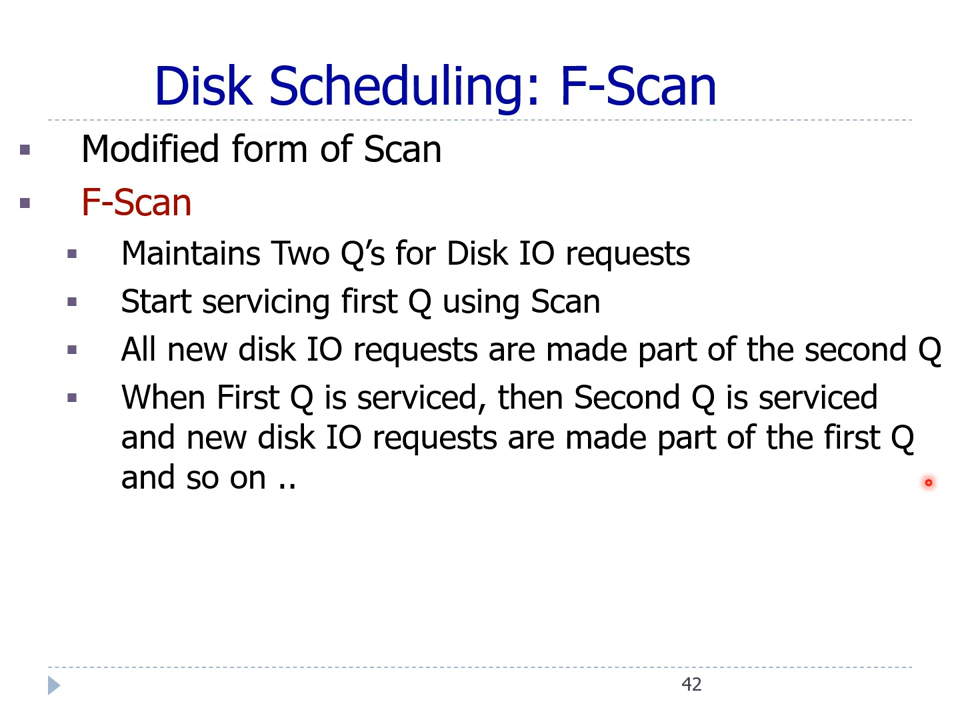 Disk Scheduling: F-Scan
Modified form of Scan
F-Scan
Maintains Two Q's for Disk IO requests
Start servicing first Q using Scan
All new disk IO requests are made part of the second Q
When First Q is serviced, then Second Q is serviced
and new disk IO requests are made part of the first Q
and so on ..
42